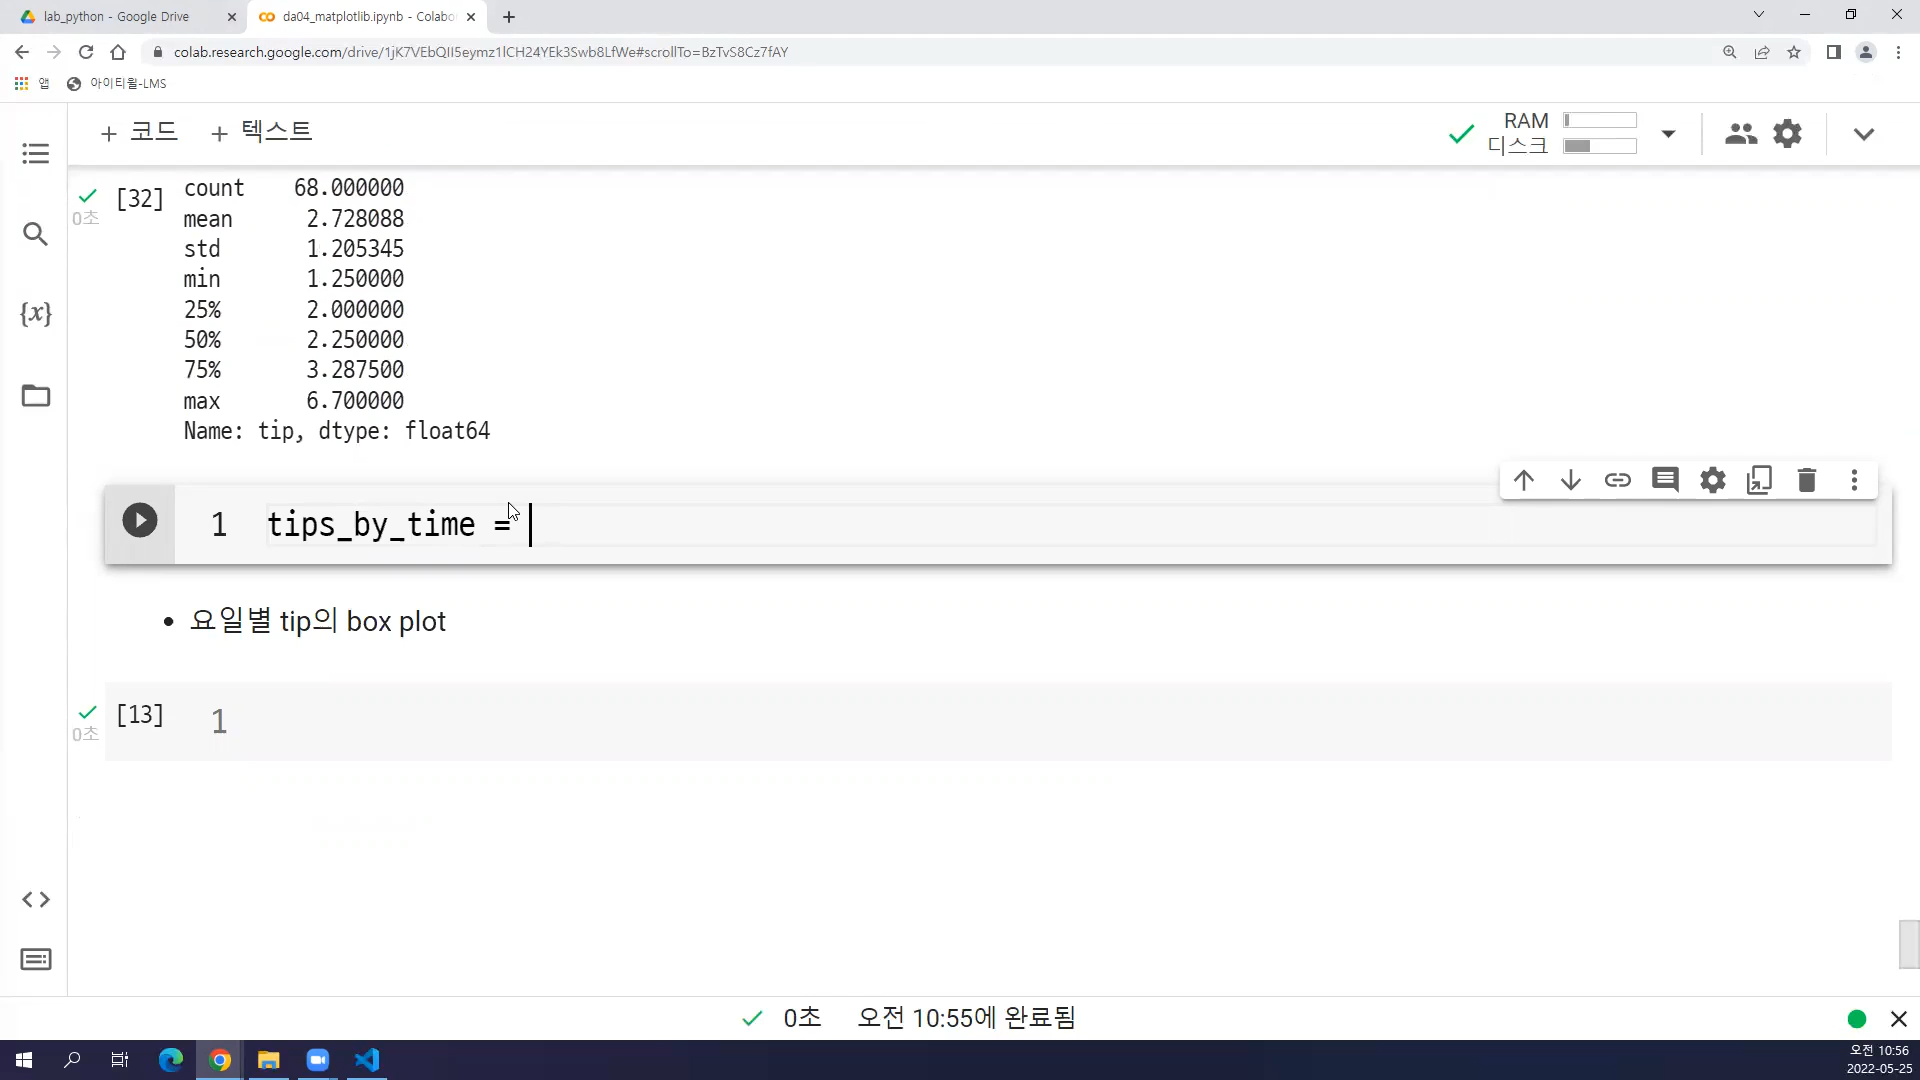 lab_python - Google Drive
da04_matplotlib.ipynb - Colabo
colab.research.google.com/drive/1jK7VEbQII5eymz1lCH24YEk3Swb8LfWe#scrollTo=BzTvS8Cz7fAY
앱
아이티윌-LMS
+ 코드
+ 텍스트
RAM
디스크
{x}
0초
[32]
count 68.000000
mean 2.728088
std 1.205345
min 1.250000
25% 2.000000
50% 2.250000
75% 3.287500
max 6.700000
Name: tip, dtype: float64
1 tips_by_time =
• 요일별 tip의 box plot
0초
[13]
1
0초 오전 10:55에 완료됨
오전 10:56
2022-05-25